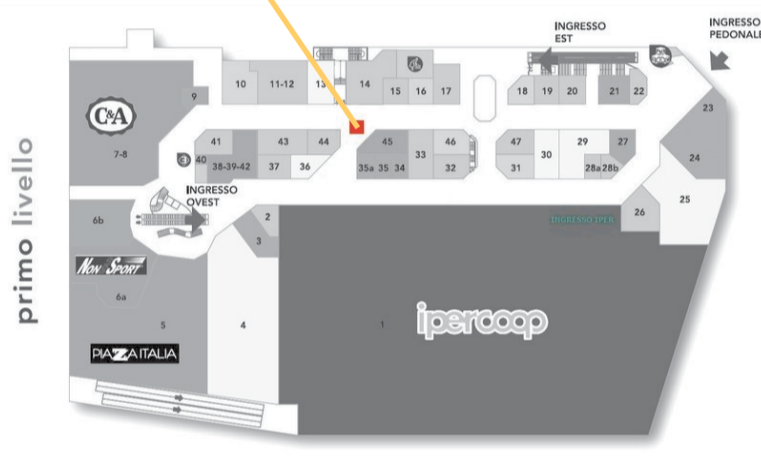 INGRESSO
EST
INGRESSO
PEDONALE
10
11-12
13
14
15
16
17
18
19
20
21
22
9
C&A
7-8
23
41
43
44
45
46
47
29
27
40
38-39-42
37
36
35a
35
34
33
32
31
30
28a
28b
24
3
primo livello
INGRESSO
OVEST
25
6b
2
3
26
INGRESSO IPER
NON SPORT
6a
5
4
1
ipercoop
PIAZZA ITALIA